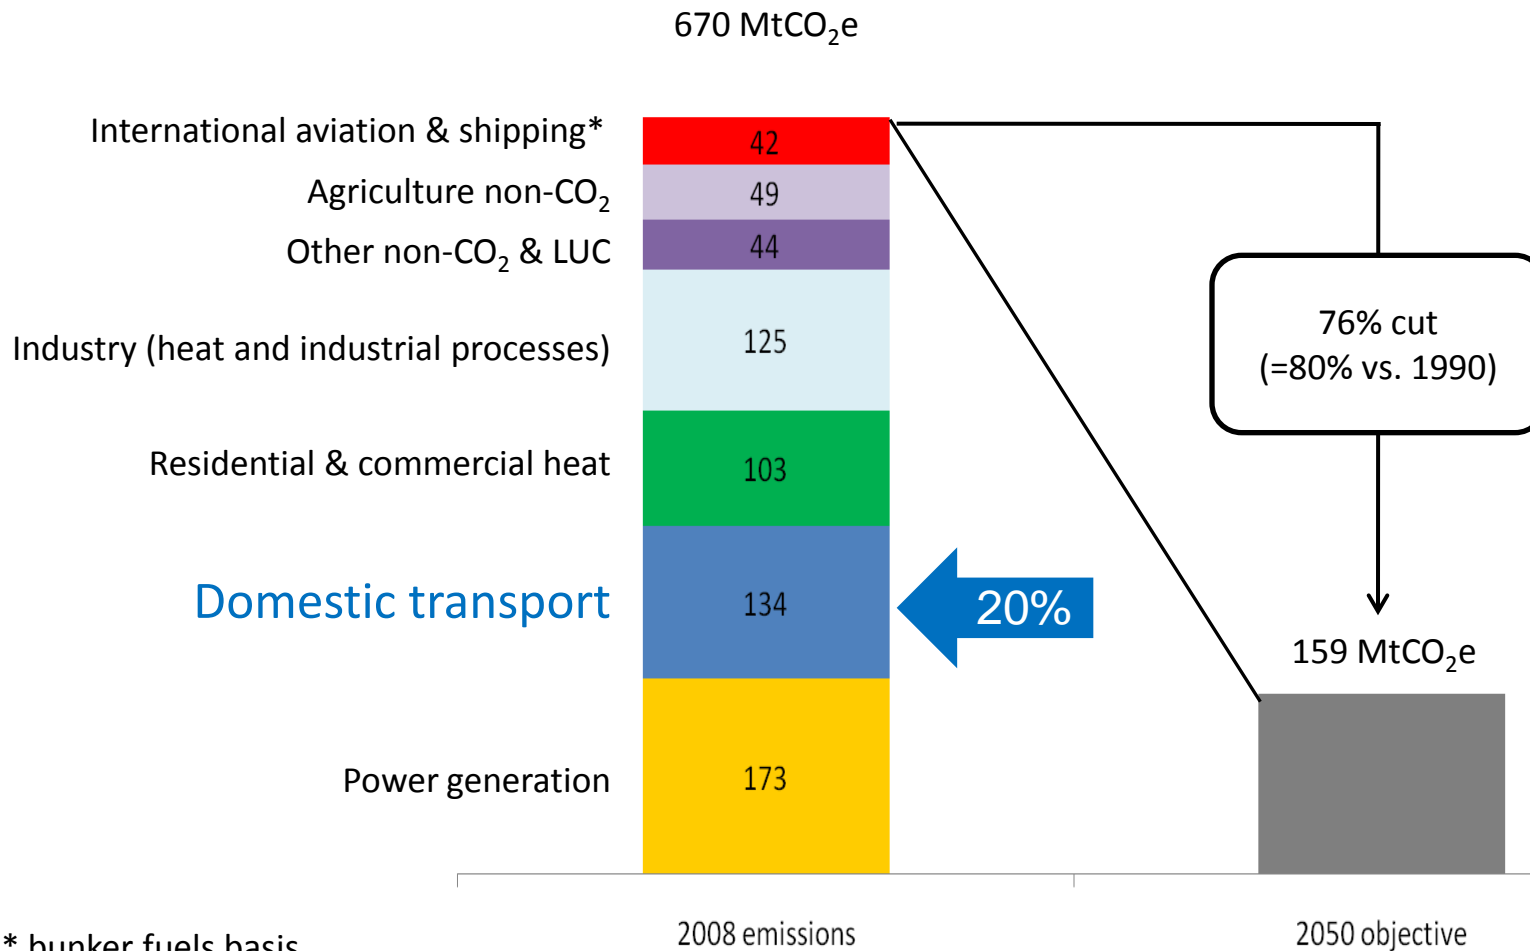 670 MtCO₂e
International aviation & shipping*
42
Agriculture non-CO₂
49
Other non-CO₂ & LUC
44
Industry (heat and industrial processes)
125
76% cut
(=80% vs. 1990)
Residential & commercial heat
103
Domestic transport
134
20%
159 MtCO₂e
Power generation
173
2008 emissions
2050 objective
* bunker fuels basis